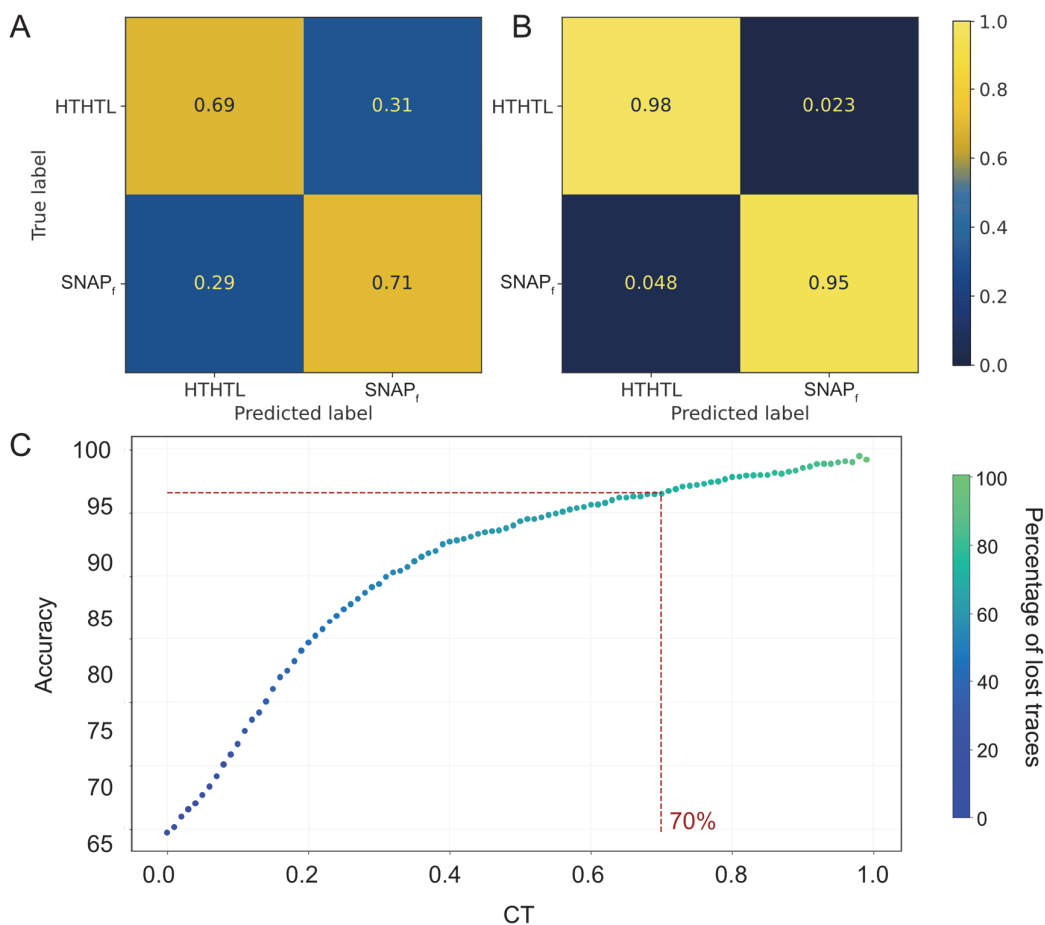 A
B
HTHTL
0.69
0.31
HTHTL
0.98
0.023
1.0
0.8
0.6
0.4
0.2
0.0
True label
SNAPf
0.29
0.71
SNAPf
0.048
0.95
HTHTL
SNAPf
HTHTL
SNAPf
Predicted label
Predicted label
C
100
95
90
85
80
75
70
65
Accuracy
70%
0.0
0.2
0.4
0.6
0.8
1.0
CT
100
80
60
40
20
0
Percentage of lost traces